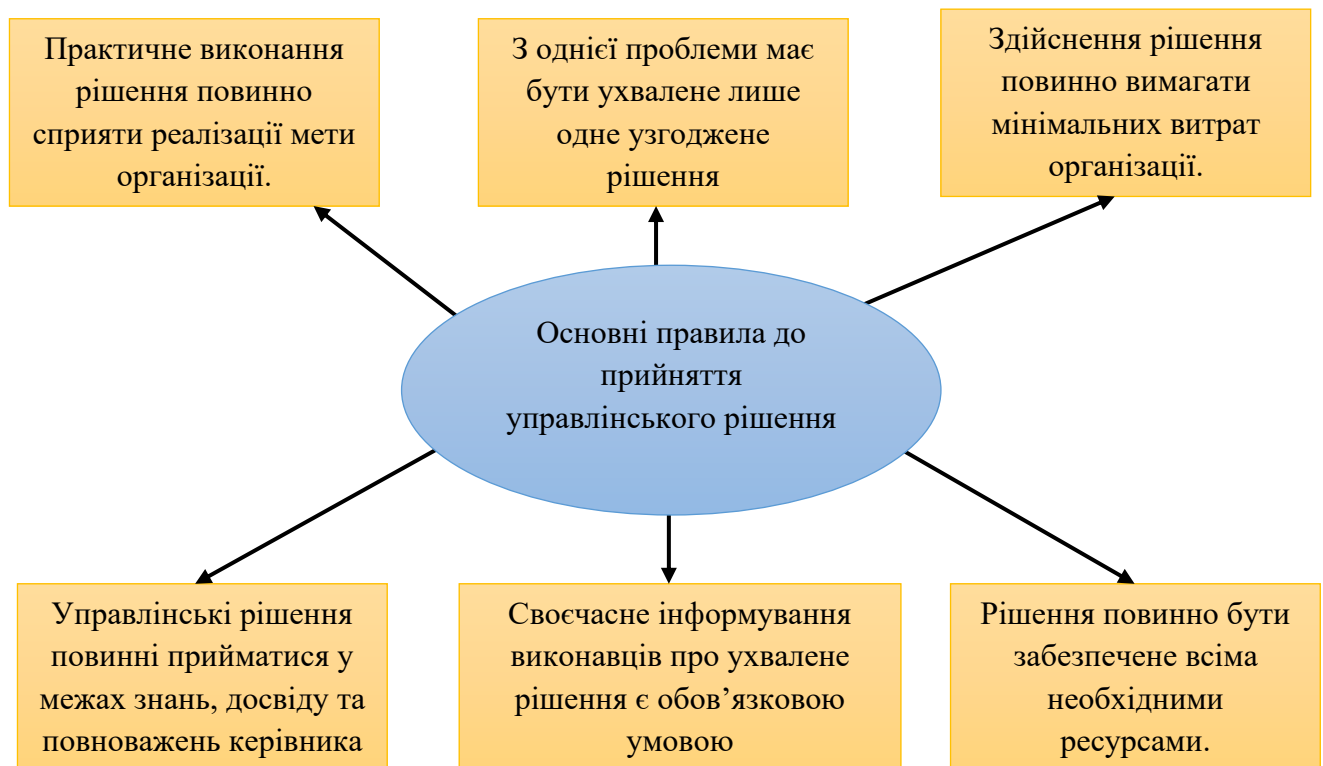 Практичне виконання
рішення повинно
сприяти реалізації мети
організації.
З однієї проблеми має
бути ухвалене лише
одне узгоджене
рішення
Здійснення рішення
повинно вимагати
мінімальних витрат
організації.
Основні правила до
прийняття
управлінського рішення
Управлінські рішення
повинні прийматися у
межах знань, досвіду та
повноважень керівника
Своєчасне інформування
виконавців про ухвалене
рішення є обов’язковою
умовою
Рішення повинно бути
забезпечене всіма
необхідними
ресурсами.